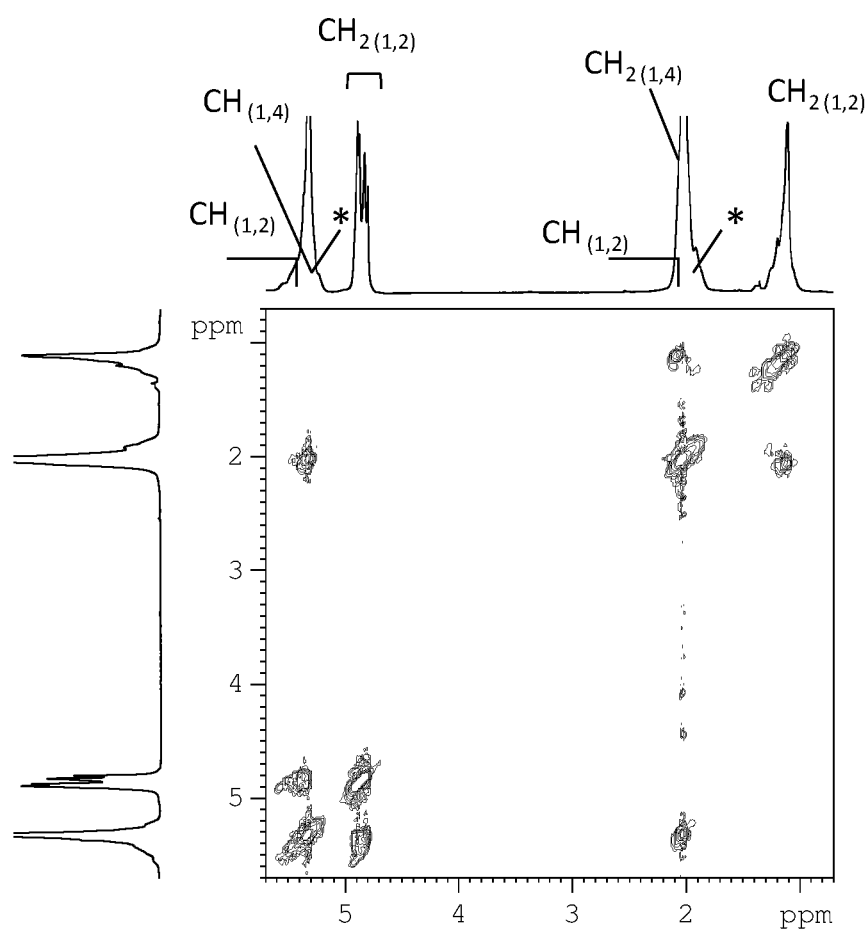 CH2 (1,2)
CH2 (1,4)
CH2 (1,2)
CH (1,4)
CH (1,2)
*
CH (1,2)
*
ppm
2
3
4
5
5 4 3 2 ppm